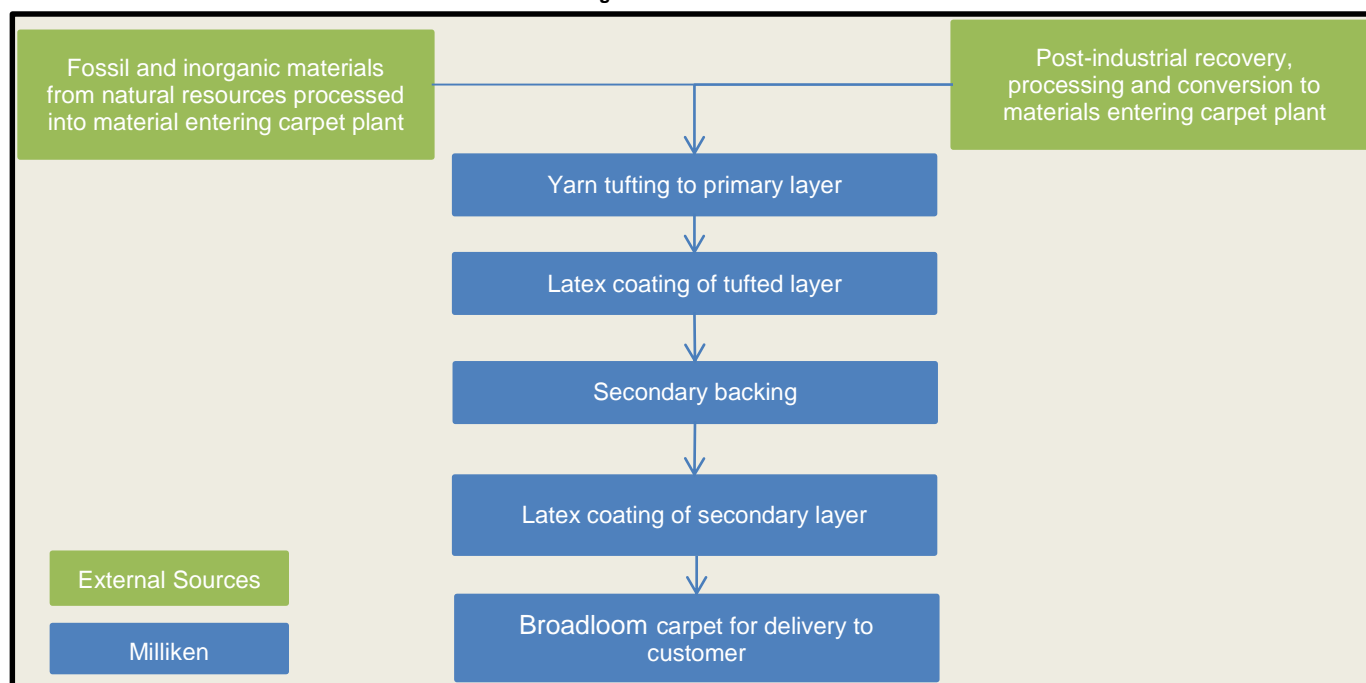 Fossil and inorganic materials
from natural resources processed
into material entering carpet plant
Post-industrial recovery,
processing and conversion to
materials entering carpet plant
Yarn tufting to primary layer
Latex coating of tufted layer
Secondary backing
Latex coating of secondary layer
Broadloom carpet for delivery to
customer
External Sources
Milliken